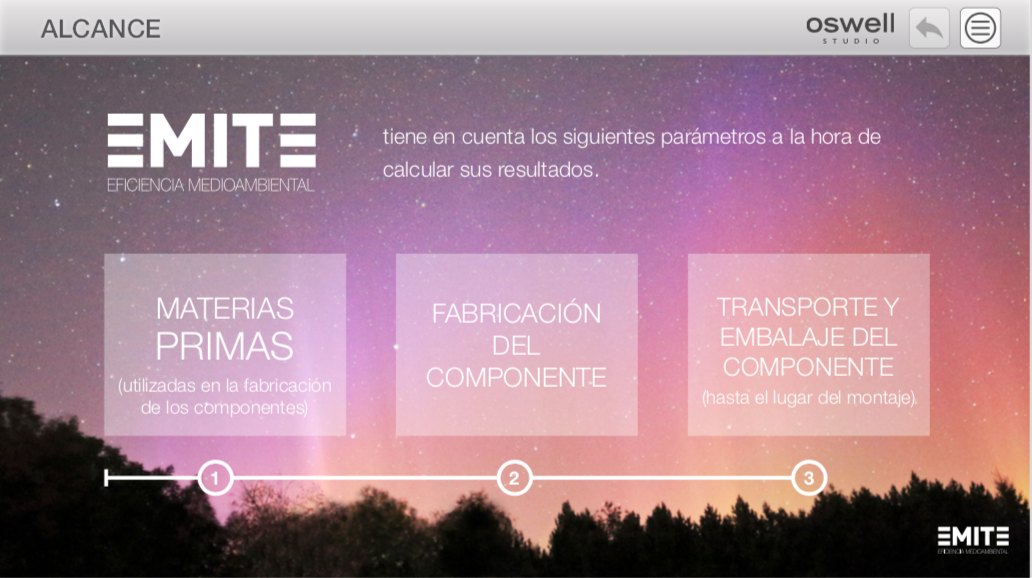 ALCANCE
oswell
STUDIO
EMITE
EFICIENCIA MEDIOAMBIENTAL
tiene en cuenta los siguientes parámetros a la hora de
calcular sus resultados.
MATERIAS
PRIMAS
(utilizadas en la fabricación
de los componentes)
FABRICACIÓN
DEL
COMPONENTE
TRANSPORTE Y
EMBALAJE DEL
COMPONENTE
(hasta el lugar del montaje).
1
2
3
EMITE
EFICIENCIA MEDIOAMBIENTAL